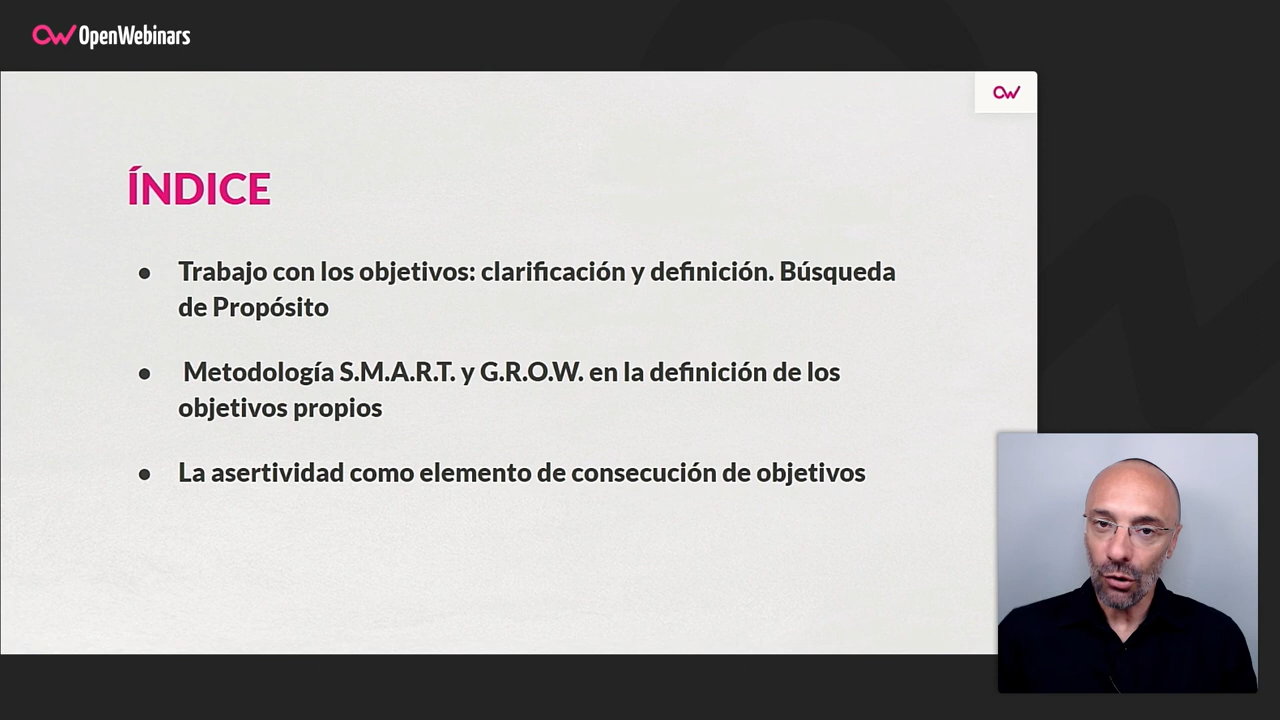 OpenWebinars
ÍNDICE
● Trabajo con los objetivos: clarificación y definición. Búsqueda
de Propósito
● Metodología S.M.A.R.T. y G.R.O.W. en la definición de los
objetivos propios
● La asertividad como elemento de consecución de objetivos